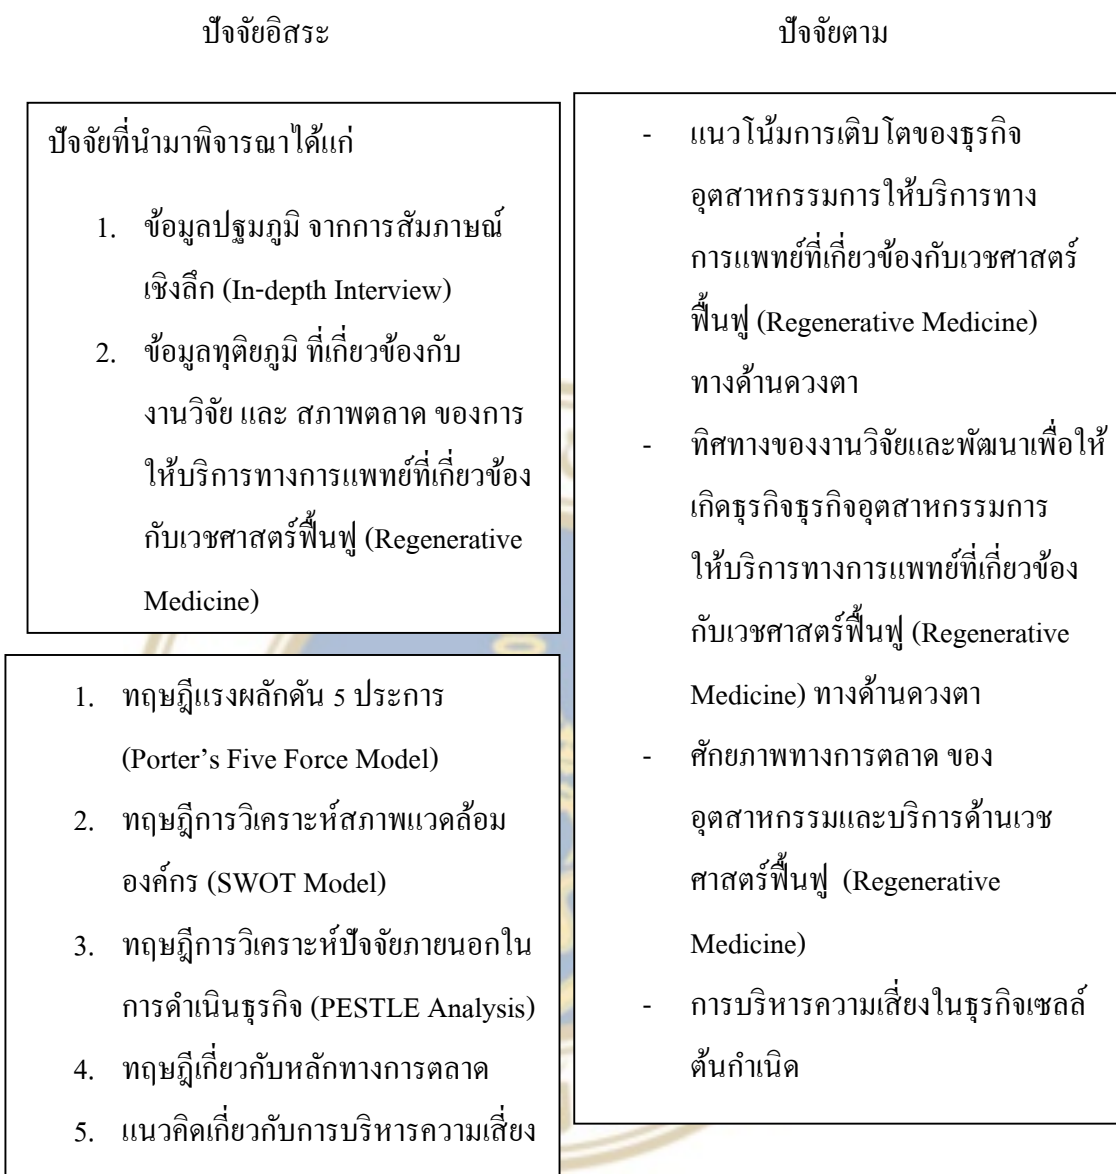 ปัจจัยอิสระ
ปัจจัยตาม
ปัจจัยที่นำมาพิจารณาได้แก่
1. ข้อมูลปฐมภูมิ จากการสัมภาษณ์
เชิงลึก (In-depth Interview)
2. ข้อมูลทุติยภูมิ ที่เกี่ยวข้องกับ
งานวิจัย และ สภาพตลาด ของการ
ให้บริการทางการแพทย์ที่เกี่ยวข้อง
กับเวชศาสตร์ฟื้นฟู (Regenerative
Medicine)
1. ทฤษฎีแรงผลักดัน 5 ประการ
(Porter’s Five Force Model)
2. ทฤษฎีการวิเคราะห์สภาพแวดล้อม
องค์กร (SWOT Model)
3. ทฤษฎีการวิเคราะห์ปัจจัยภายนอกใน
การดำเนินธุรกิจ (PESTLE Analysis)
4. ทฤษฎีเกี่ยวกับหลักทางการตลาด
5. แนวคิดเกี่ยวกับการบริหารความเสี่ยง
- แนวโน้มการเติบโตของธุรกิจ
อุตสาหกรรมการให้บริการทาง
การแพทย์ที่เกี่ยวข้องกับเวชศาสตร์
ฟื้นฟู (Regenerative Medicine)
ทางด้านดวงตา
- ทิศทางของงานวิจัยและพัฒนาเพื่อให้
เกิดธุรกิจธุรกิจอุตสาหกรรมการ
ให้บริการทางการแพทย์ที่เกี่ยวข้อง
กับเวชศาสตร์ฟื้นฟู (Regenerative
Medicine) ทางด้านดวงตา
- ศักยภาพทางการตลาด ของ
อุตสาหกรรมและบริการด้านเวช
ศาสตร์ฟื้นฟู (Regenerative
Medicine)
- การบริหารความเสี่ยงในธุรกิจเซลล์
ต้นกำเนิด